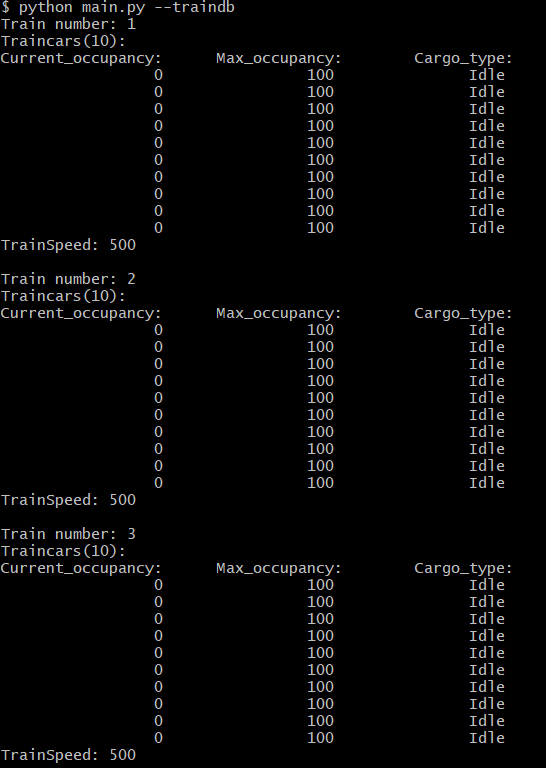 $ python main.py --traindb
Train number: 1
Traincars(10):
Current_occupancy:      Max_occupancy:        Cargo_type:
                 0                100               Idle
                 0                100               Idle
                 0                100               Idle
                 0                100               Idle
                 0                100               Idle
                 0                100               Idle
                 0                100               Idle
                 0                100               Idle
                 0                100               Idle
                 0                100               Idle
TrainSpeed: 500

Train number: 2
Traincars(10):
Current_occupancy:      Max_occupancy:        Cargo_type:
                 0                100               Idle
                 0                100               Idle
                 0                100               Idle
                 0                100               Idle
                 0                100               Idle
                 0                100               Idle
                 0                100               Idle
                 0                100               Idle
                 0                100               Idle
                 0                100               Idle
TrainSpeed: 500

Train number: 3
Traincars(10):
Current_occupancy:      Max_occupancy:        Cargo_type:
                 0                100               Idle
                 0                100               Idle
                 0                100               Idle
                 0                100               Idle
                 0                100               Idle
                 0                100               Idle
                 0                100               Idle
                 0                100               Idle
                 0                100               Idle
                 0                100               Idle
TrainSpeed: 500